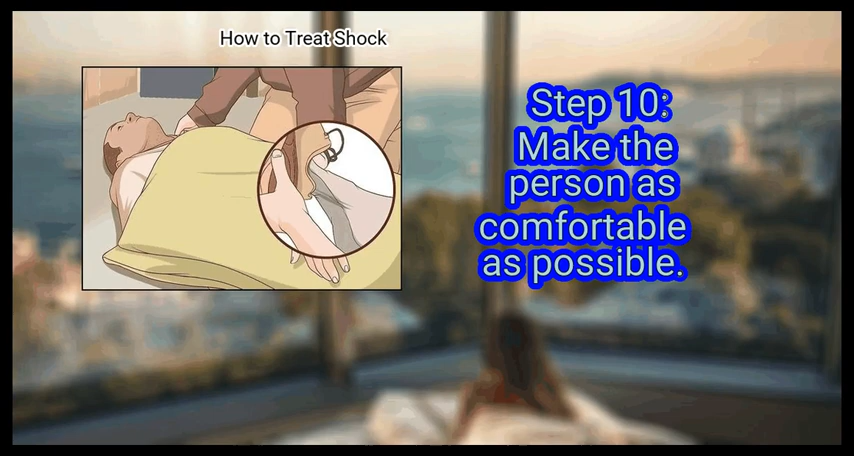 How to Treat Shock
Step 10:
Make the
person as
comfortable
as possible.